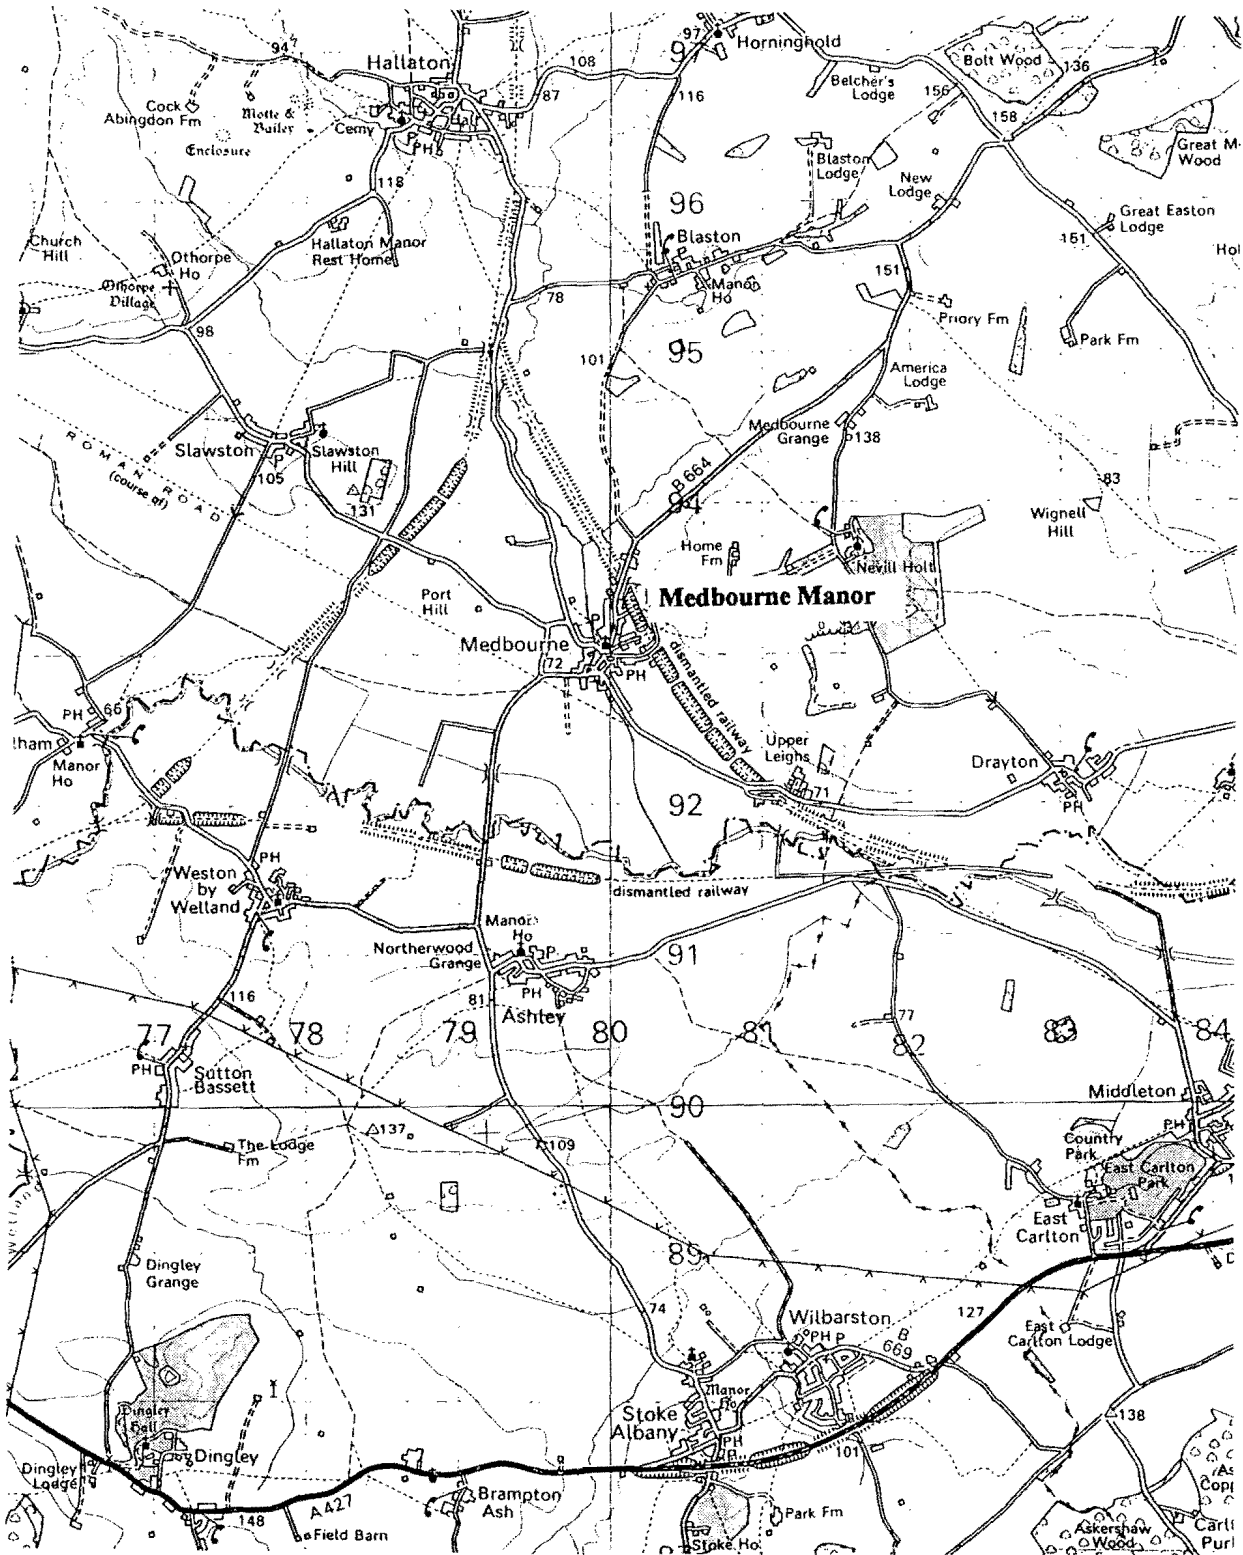 94
Hallaton
97
9
Horninghold
108
Bolt Wood
136
Belcher's
Lodge
156
87
116
158
Cock
Abingdon Fm
Motte &
Bailey
Cemy
Hall
P
PH
Enclosure
Great M
Wood
Blaston
Lodge
New
Lodge
118
96
Great Easton
Lodge
Church
Hill
Othorpe
Ho
Hallaton Manor
Rest Home
Blaston
P
151
151
Othorpe
Village
78
Manor
Ho
Priory Fm
98
95
101
Park Fm
America
Lodge
ROMAN ROAD
(course of)
Slawston
P
Slawston
Hill
Medbourne
Grange
138
105
131
B 664
94
83
Wignell
Hill
Home
Fm
Nevill Holt
Port
Hill
Medbourne Manor
P
Medbourne
72
PH
dismantled railway
PH
66
lham
Manor
Ho
Upper
Leighs
Drayton
71
PH
92
PH
Weston
by
Welland
dismantled railway
Manor
Ho
P
Northerwood
Grange
91
PH
81
Ashley
116
77
78
79
80
81
82
83
84
77
PH
Sutton
Bassett
Middleton
90
PH
137
The Lodge
Fm
109
Country
Park
East Carlton
Park
East
Carlton
89
Dingley
Grange
74
Wilbarston
PH P
127
B
669
East
Carlton Lodge
Manor
Ho
Stoke
Albany
PH
138
Dingley
Hall
Dingley
101
Dingley
Lodge
A 427
148
Brampton
Ash
Field Barn
Park Fm
Stoke Ho
Askershaw
Wood
As
Copp
Carl
Purl